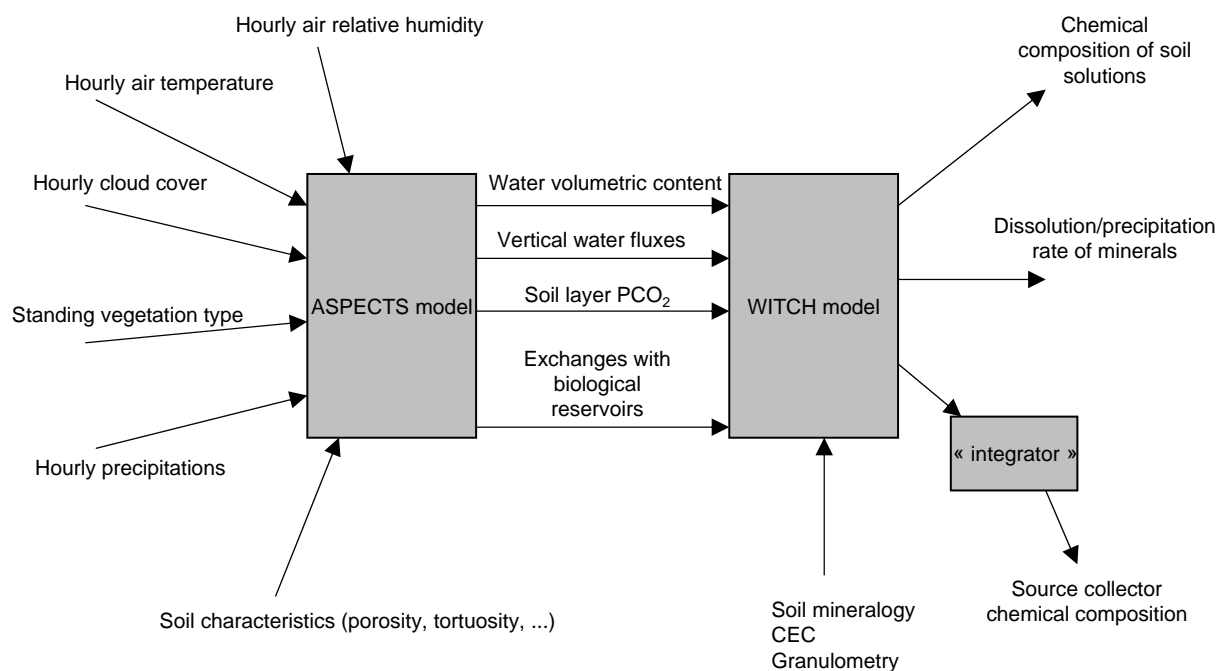 Hourly air relative humidity
Hourly air temperature
Hourly cloud cover
Standing vegetation type
Hourly precipitations
Soil characteristics (porosity, tortuosity, ...)
ASPECTS model
Water volumetric content
Vertical water fluxes
Soil layer PCO₂
Exchanges with
biological
reservoirs
WITCH model
Soil mineralogy
CEC
Granulometry
Chemical
composition of soil
solutions
Dissolution/precipitation
rate of minerals
« integrator »
Source collector
chemical composition